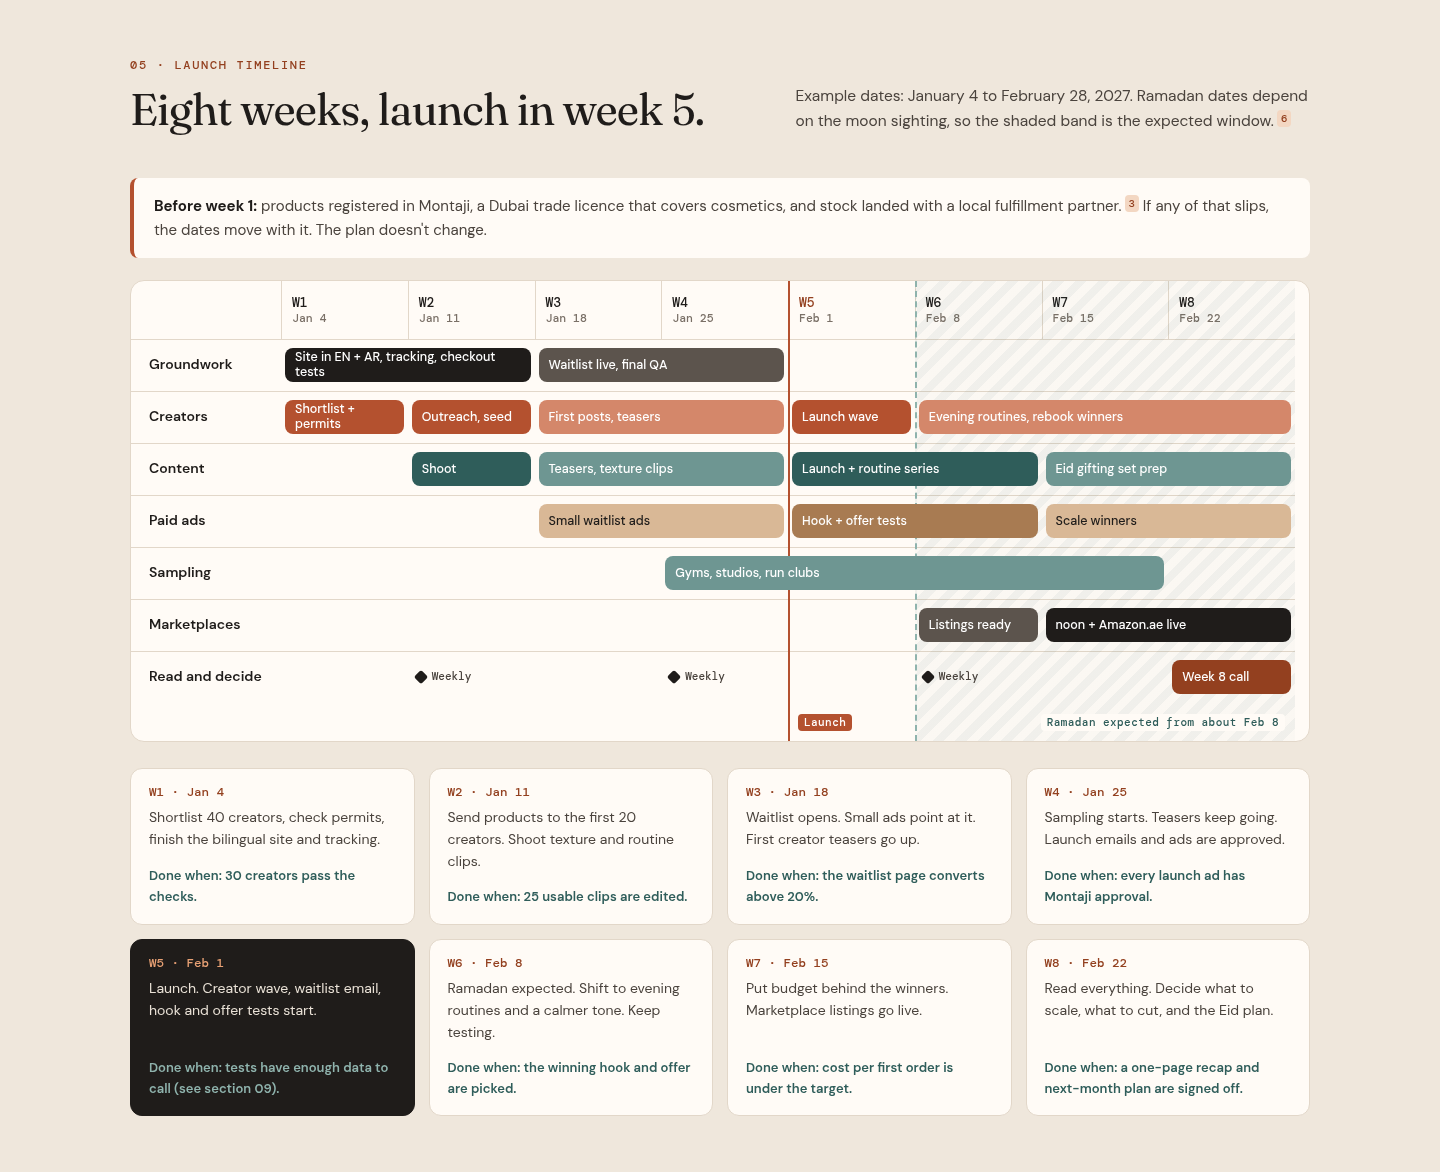 05 · LAUNCH TIMELINE
Eight weeks, launch in week 5.
Example dates: January 4 to February 28, 2027. Ramadan dates depend
on the moon sighting, so the shaded band is the expected window. 6
Before week 1: products registered in Montaji, a Dubai trade licence that covers cosmetics, and stock landed with a local fulfillment partner. 3 If any of that slips,
the dates move with it. The plan doesn't change.
W1 W2 W3 W4 W5 W6 W7 W8
Jan 4 Jan 11 Jan 18 Jan 25 Feb 1 Feb 8 Feb 15 Feb 22
Groundwork
Site in EN + AR, tracking, checkout
tests
Waitlist live, final QA
Creators
Shortlist +
permits
Outreach, seed
First posts, teasers
Launch wave
Evening routines, rebook winners
Content
Shoot
Teasers, texture clips
Launch + routine series
Eid gifting set prep
Paid ads
Small waitlist ads
Hook + offer tests
Scale winners
Sampling
Gyms, studios, run clubs
Marketplaces
Listings ready
noon + Amazon.ae live
Read and decide
Weekly
Weekly
Weekly
Week 8 call
Launch
Ramadan expected from about Feb 8
W1 · Jan 4
Shortlist 40 creators, check permits,
finish the bilingual site and tracking.
Done when: 30 creators pass the
checks.
W2 · Jan 11
Send products to the first 20
creators. Shoot texture and routine
clips.
Done when: 25 usable clips are edited.
W3 · Jan 18
Waitlist opens. Small ads point at it.
First creator teasers go up.
Done when: the waitlist page converts
above 20%.
W4 · Jan 25
Sampling starts. Teasers keep going.
Launch emails and ads are approved.
Done when: every launch ad has
Montaji approval.
W5 · Feb 1
Launch. Creator wave, waitlist email,
hook and offer tests start.
Done when: tests have enough data to
call (see section 09).
W6 · Feb 8
Ramadan expected. Shift to evening
routines and a calmer tone. Keep
testing.
Done when: the winning hook and offer
are picked.
W7 · Feb 15
Put budget behind the winners.
Marketplace listings go live.
Done when: cost per first order is
under the target.
W8 · Feb 22
Read everything. Decide what to
scale, what to cut, and the Eid plan.
Done when: a one-page recap and
next-month plan are signed off.